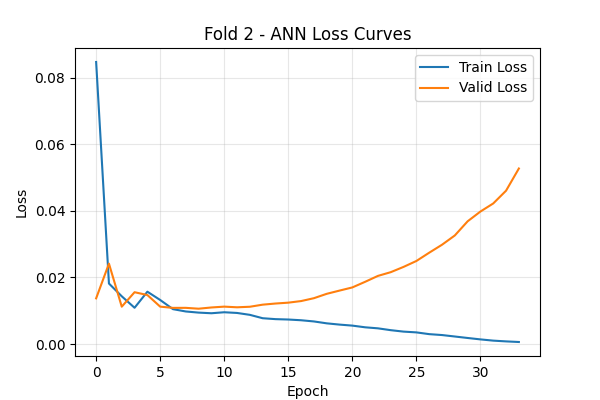 Fold 2 - ANN Loss Curves
Train Loss
Valid Loss
Loss
0.08
0.06
0.04
0.02
0.00
0 5 10 15 20 25 30
Epoch